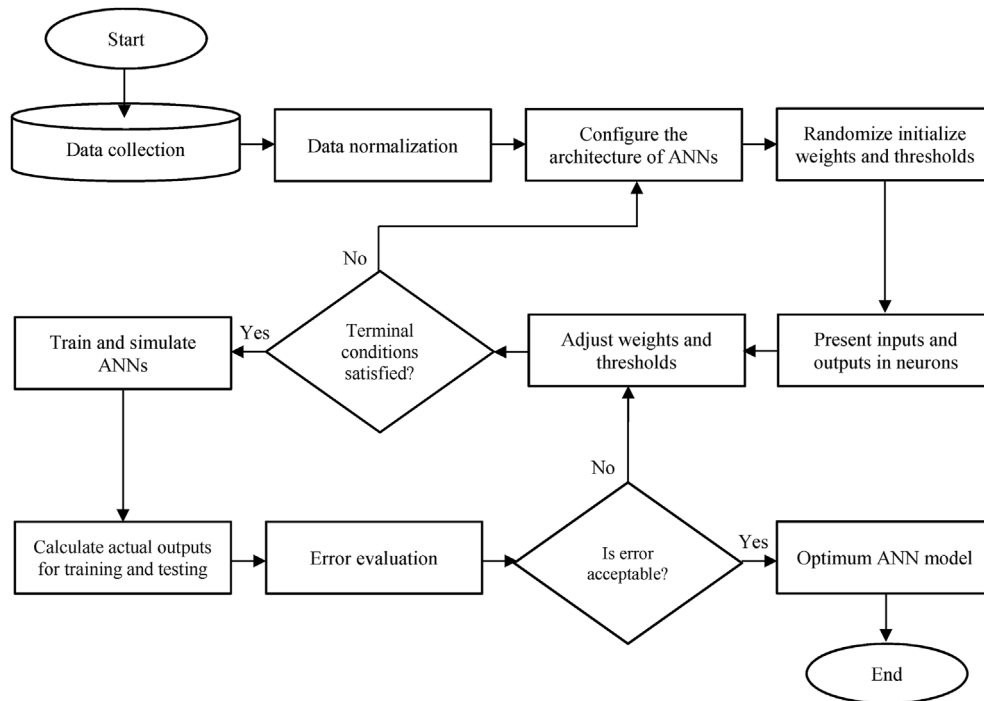 Start
Data collection
Data normalization
Configure the
architecture of ANNs
Randomize initialize
weights and thresholds
No
Train and simulate
ANNs
Yes
Terminal
conditions
satisfied?
Adjust weights and
thresholds
Present inputs and
outputs in neurons
No
Calculate actual outputs
for training and testing
Error evaluation
Is error
acceptable?
Yes
Optimum ANN model
End